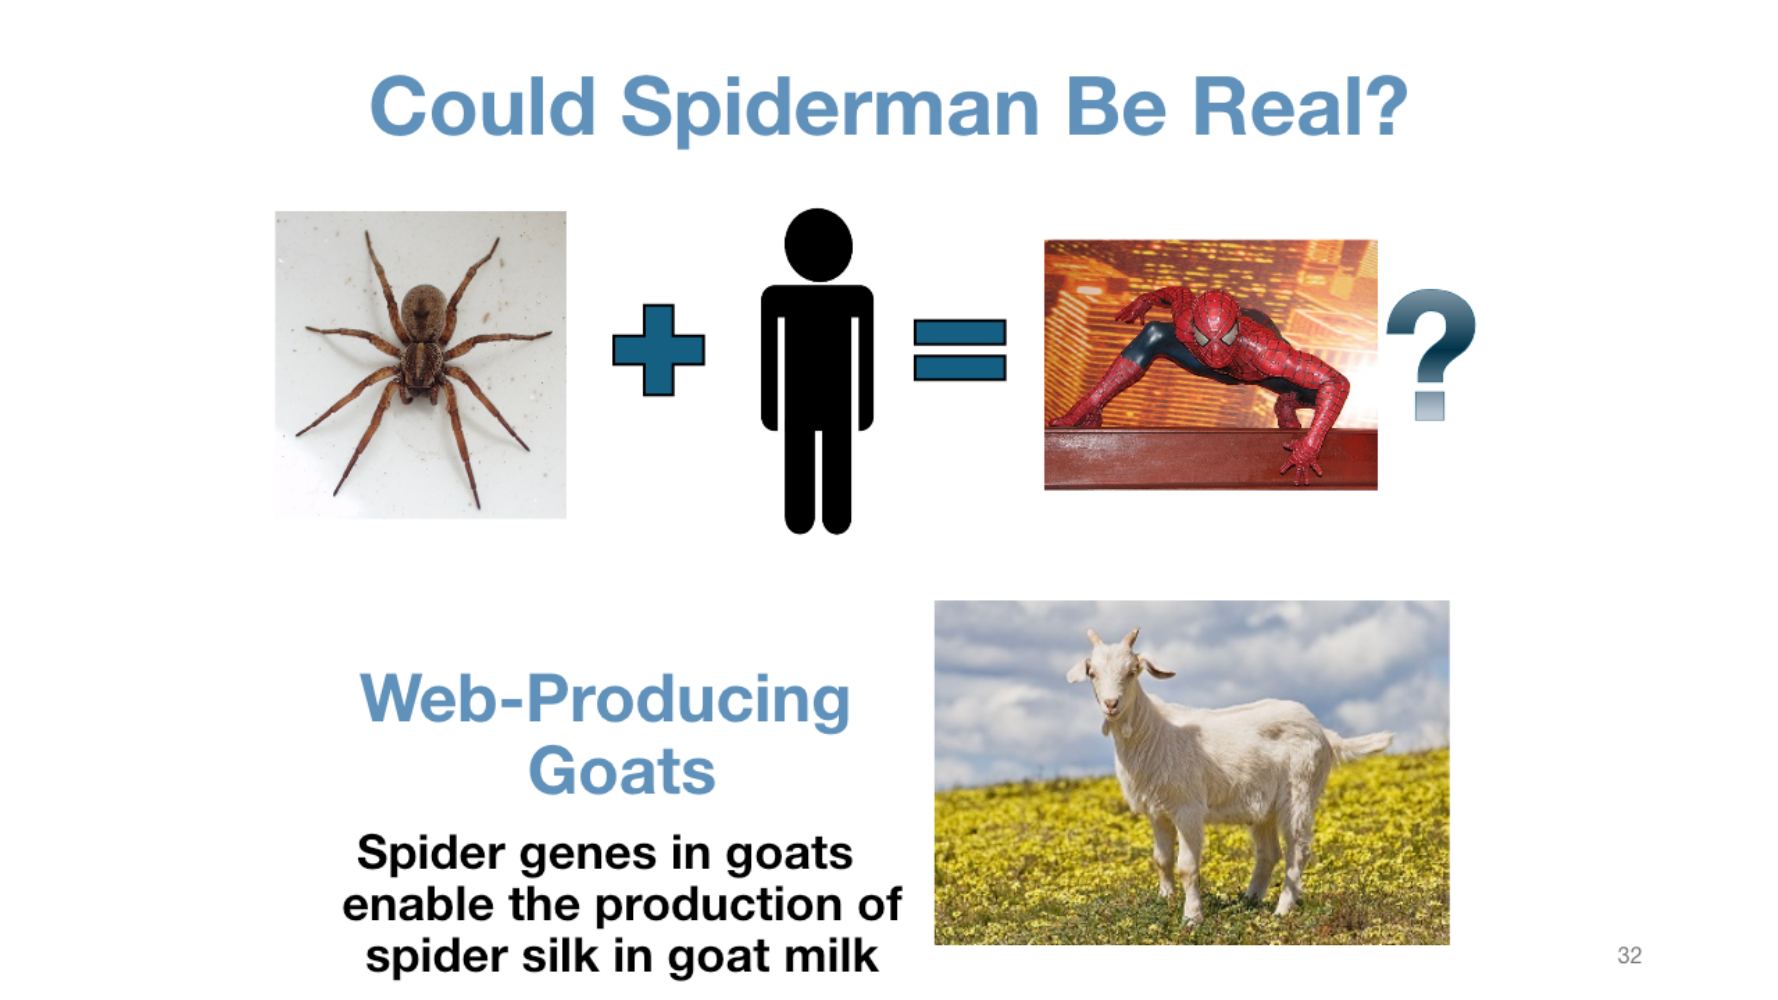 Could Spiderman Be Real?
?
Web-Producing
Goats
Spider genes in goats
enable the production of
spider silk in goat milk
32